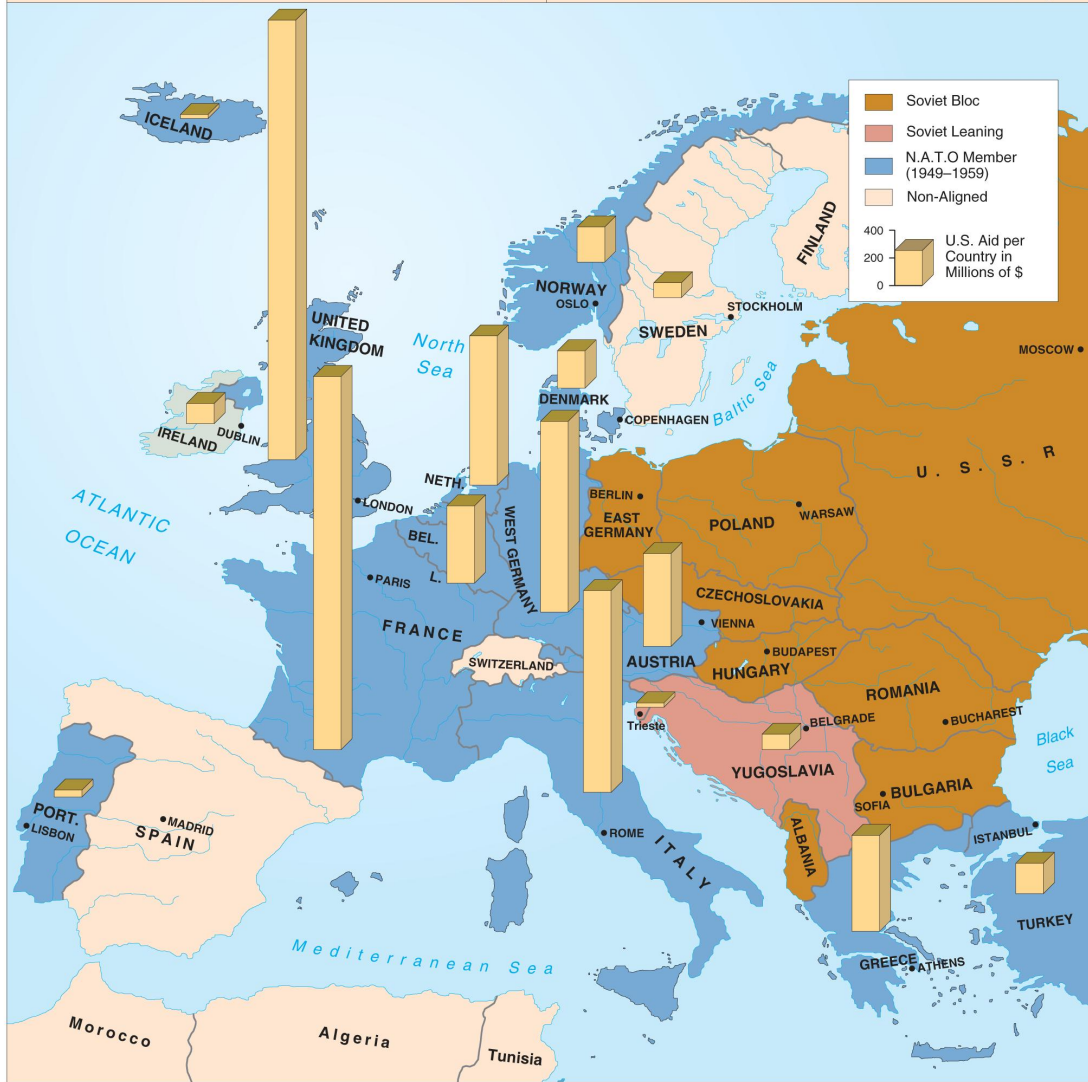 ICELAND
Soviet Bloc
Soviet Leaning
N.A.T.O Member
(1949–1959)
Non-Aligned
400
200
0
U.S. Aid per
Country in
Millions of $
FINLAND
NORWAY
OSLO
STOCKHOLM
SWEDEN
UNITED
KINGDOM
North
Sea
MOSCOW
Baltic Sea
DENMARK
COPENHAGEN
IRELAND
DUBLIN
U. S. S. R
NETH.
LONDON
BERLIN
EAST
GERMANY
POLAND
WARSAW
ATLANTIC
OCEAN
BEL.
WEST GERMANY
L.
PARIS
FRANCE
CZECHOSLOVAKIA
VIENNA
SWITZERLAND
AUSTRIA
BUDAPEST
HUNGARY
ROMANIA
Trieste
BELGRADE
BUCHAREST
Black
Sea
YUGOSLAVIA
BULGARIA
SOFIA
PORT.
LISBON
MADRID
SPAIN
ROME
ITALY
ALBANIA
ISTANBUL
TURKEY
GREECE
ATHENS
Mediterranean Sea
Morocco
Algeria
Tunisia